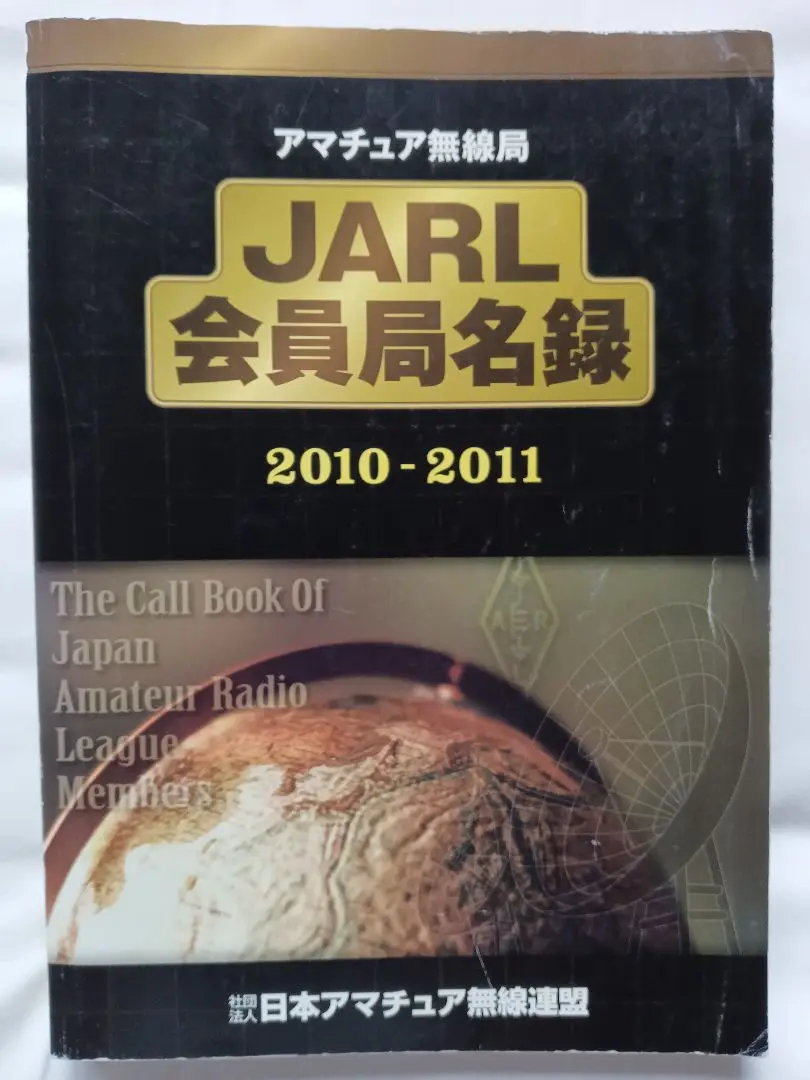 アマチュア無線局
JARL
会員局名録
2010 - 2011
The Call Book Of
Japan
Amateur Radio
League
Members
AER
社団法人 日本アマチュア無線連盟